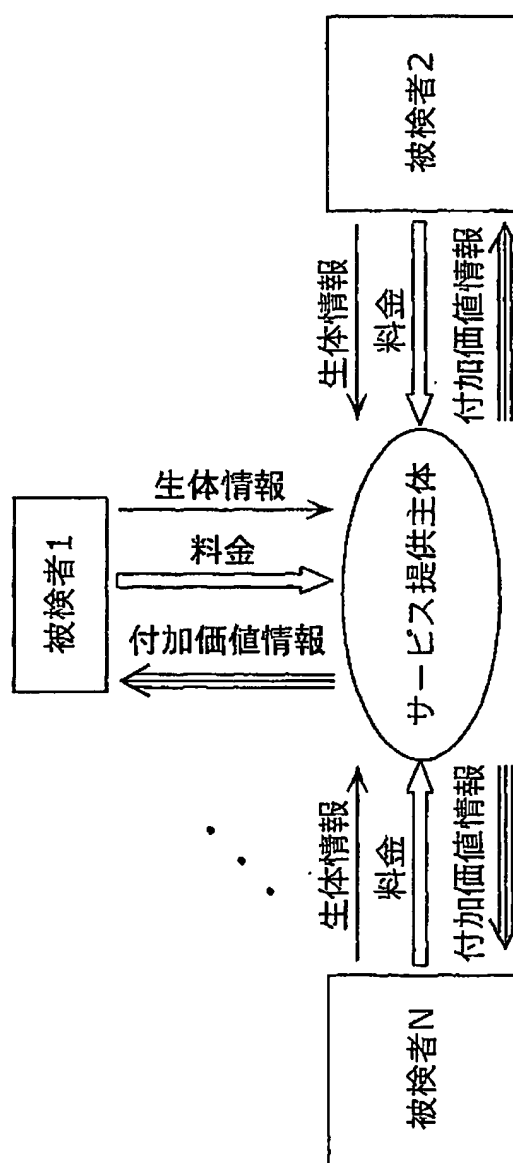 被検者1
生体情報
料金
付加価値情報
被検者2
生体情報
料金
付加価値情報
サービス提供主体
被検者N
生体情報
料金
付加価値情報